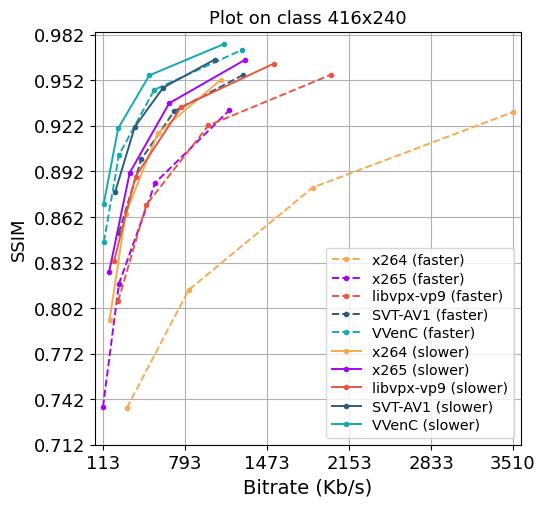 Plot on class 416x240
0.982
0.952
0.922
0.892
0.862
0.832
0.802
0.772
0.742
0.712
SSIM
x264 (faster)
x265 (faster)
libvpx-vp9 (faster)
SVT-AV1 (faster)
VVenC (faster)
x264 (slower)
x265 (slower)
libvpx-vp9 (slower)
SVT-AV1 (slower)
VVenC (slower)
113 793 1473 2153 2833 3510
Bitrate (Kb/s)